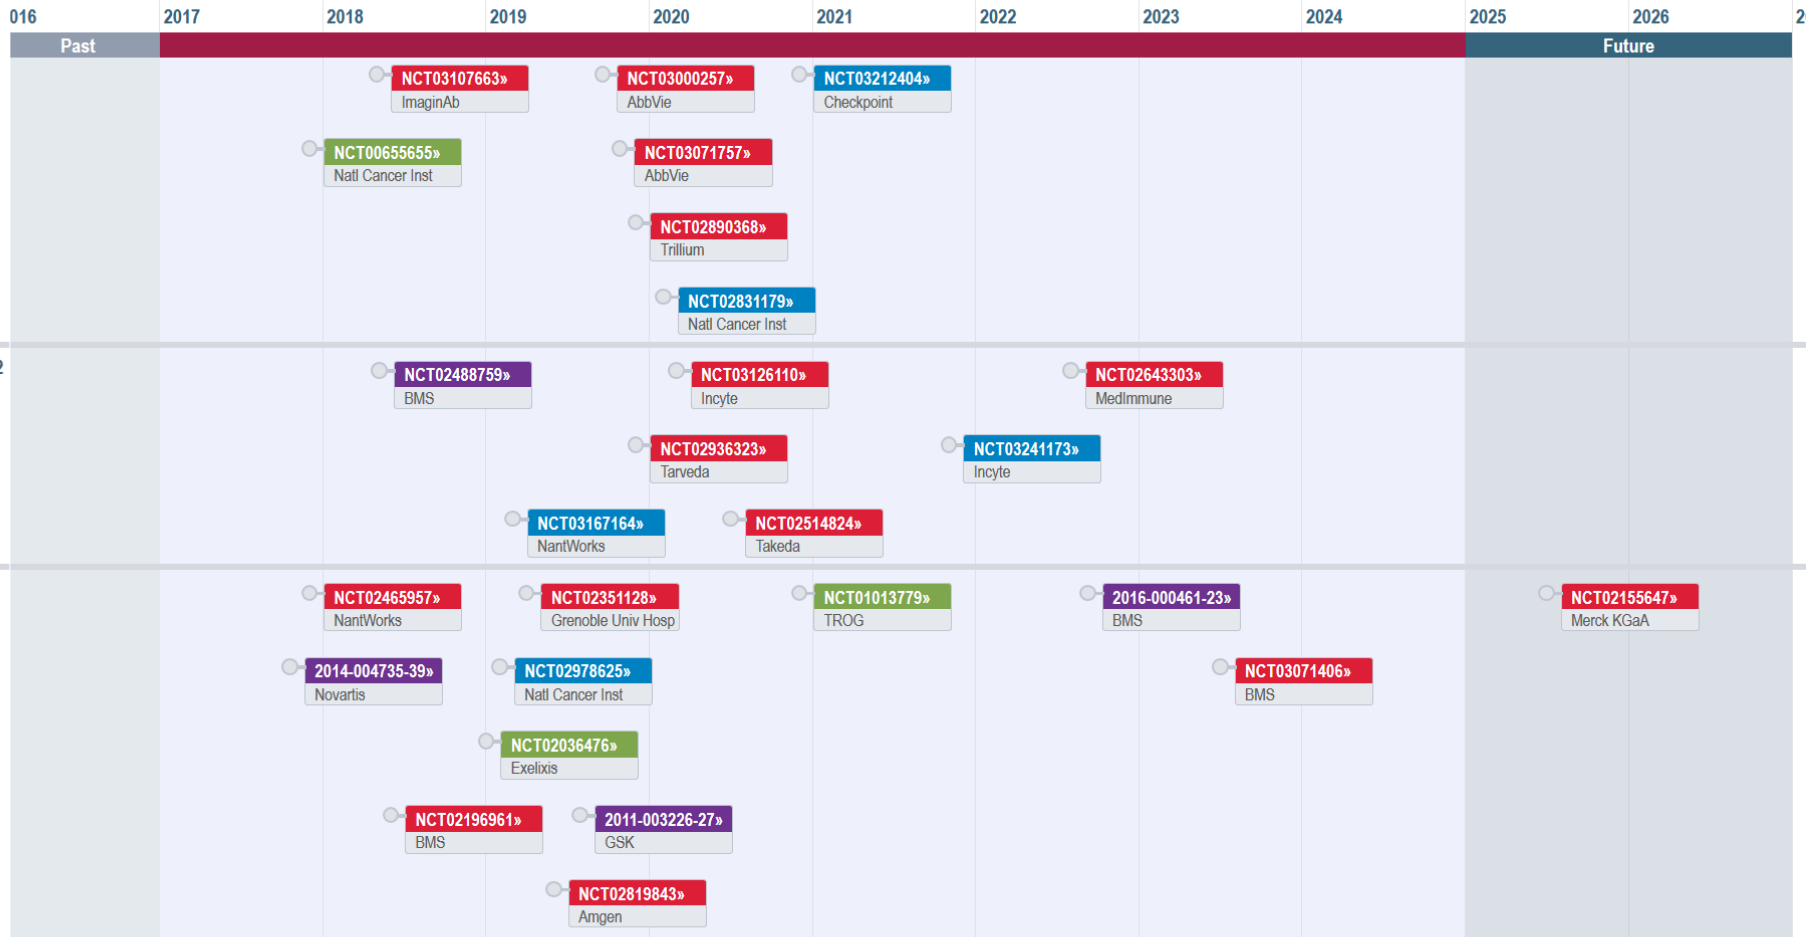 016 2017 2018 2019 2020 2021 2022 2023 2024 2025 2026 2
Past Future
NCT03107663» NCT03000257» NCT03212404»
ImaginAb AbbVie Checkpoint
NCT00655655» NCT03071757»
Natl Cancer Inst AbbVie
NCT02890368»
Trillium
NCT02831179»
Natl Cancer Inst
2
NCT02488759» NCT03126110» NCT02643303»
BMS Incyte MedImmune
NCT02936323» NCT03241173»
Tarveda Incyte
NCT03167164» NCT02514824»
NantWorks Takeda
NCT02465957» NCT02351128» NCT01013779» 2016-000461-23» NCT02155647»
NantWorks Grenoble Univ Hosp TROG BMS Merck KGaA
2014-004735-39» NCT02978625» NCT03071406»
Novartis Natl Cancer Inst BMS
NCT02036476»
Exelixis
NCT02196961» 2011-003226-27»
BMS GSK
NCT02819843»
Amgen